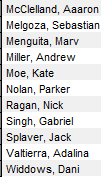 McClelland, Aaaron
Melgoza, Sebastian
Menguita, Marv
Miller, Andrew
Moe, Kate
Nolan, Parker
Ragan, Nick
Singh, Gabriel
Splaver, Jack
Valtierra, Adalina
Widdows, Dani